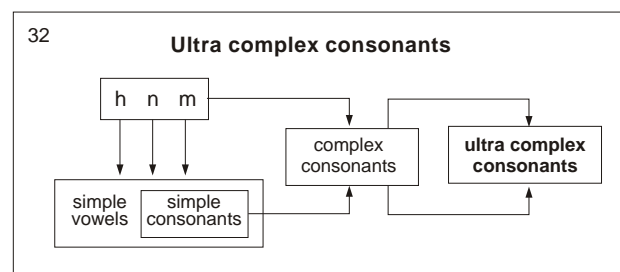 32
Ultra complex consonants
h n m
complex
consonants
ultra complex
consonants
simple
vowels
simple
consonants